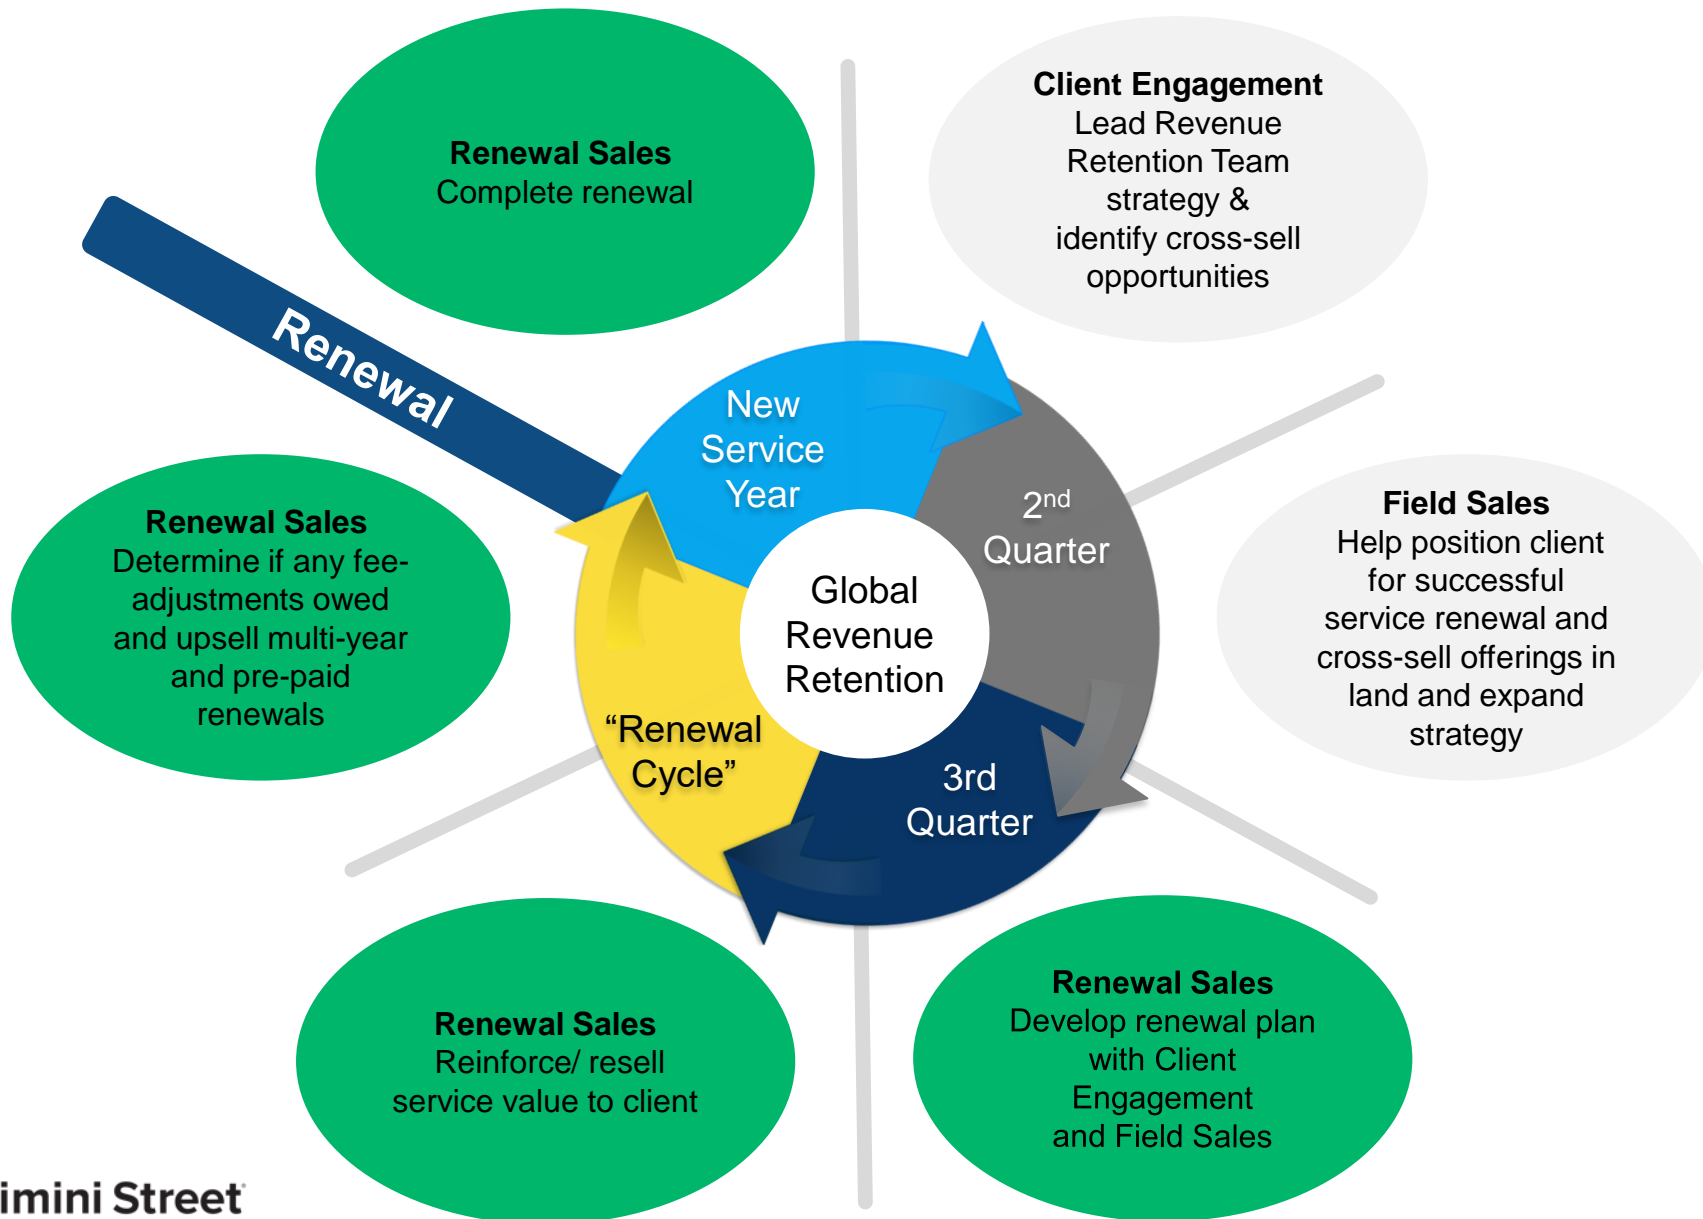 Renewal Sales
Complete renewal
Client Engagement
Lead Revenue
Retention Team
strategy &
identify cross-sell
opportunities
Renewal
New
Service
Year
2nd
Quarter
Renewal Sales
Determine if any fee-
adjustments owed
and upsell multi-year
and pre-paid
renewals
Field Sales
Help position client
for successful
service renewal and
cross-sell offerings in
land and expand
strategy
Global
Revenue
Retention
“Renewal
Cycle”
3rd
Quarter
Renewal Sales
Reinforce/ resell
service value to client
Renewal Sales
Develop renewal plan
with Client
Engagement
and Field Sales
imini Street